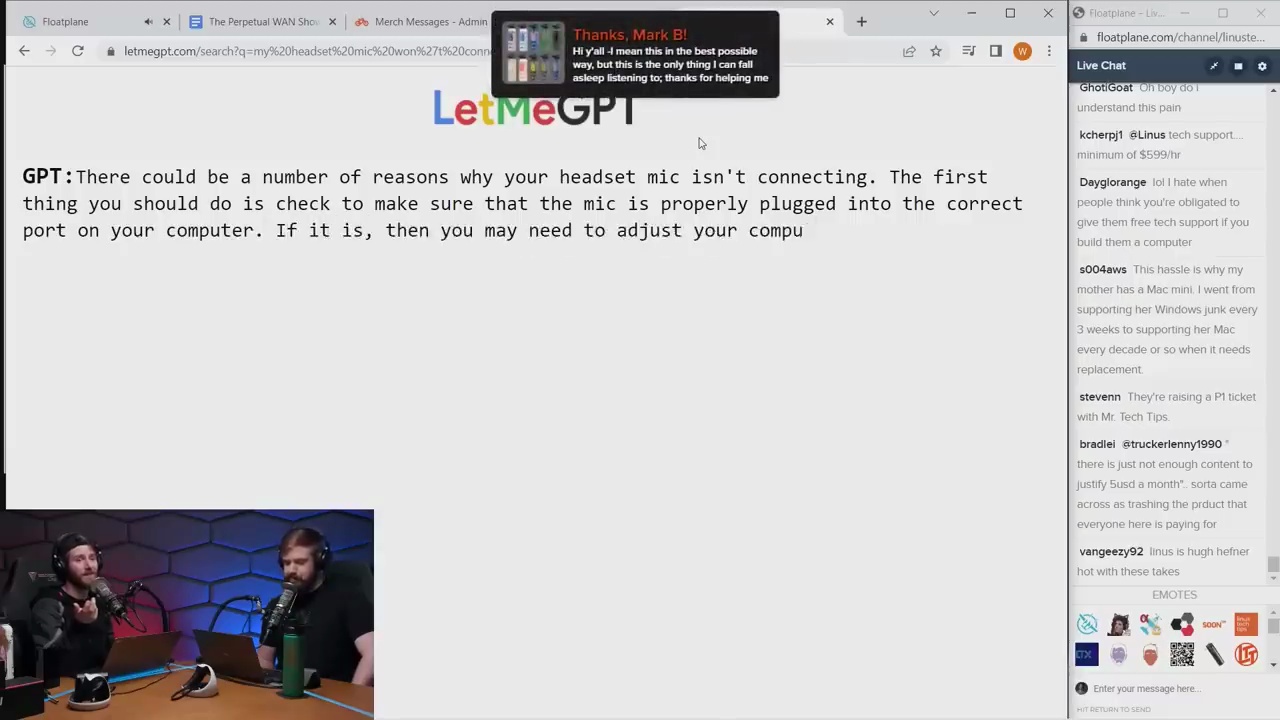 Floatplane
The Perpetual WAN Sho
Merch Messages - Admin
letmegpt.com/search?q=my%20headset%20mic%20won%27t%20conne
W
Thanks, Mark B!
Hi y'all -I mean this in the best possible
way, but this is the only thing I can fall
asleep listening to; thanks for helping me
LetMeGPT
GPT:There could be a number of reasons why your headset mic isn't connecting. The first
thing you should do is check to make sure that the mic is properly plugged into the correct
port on your computer. If it is, then you may need to adjust your compu
Floatplane – Liv...
floatplane.com/channel/linuste...
Live Chat
GhotiGoat Oh boy do i
understand this pain
kcherpj1 @Linus tech support....
minimum of $599/hr
Dayglorange lol I hate when
people think you're obligated to
give them free tech support if you
build them a computer
s004aws This hassle is why my
mother has a Mac mini. I went from
supporting her Windows junk every
3 weeks to supporting her Mac
every decade or so when it needs
replacement.
stevenn They're raising a P1 ticket
with Mr. Tech Tips.
bradlei @truckerlenny1990 "
there is just not enough content to
justify 5usd a month".. sorta came
across as trashing the prduct that
everyone here is paying for
vangeezy92 linus is hugh hefner
hot with these takes
EMOTES
SOON
linus
tech
tips
LTX
Enter your message here...
HIT RETURN TO SEND